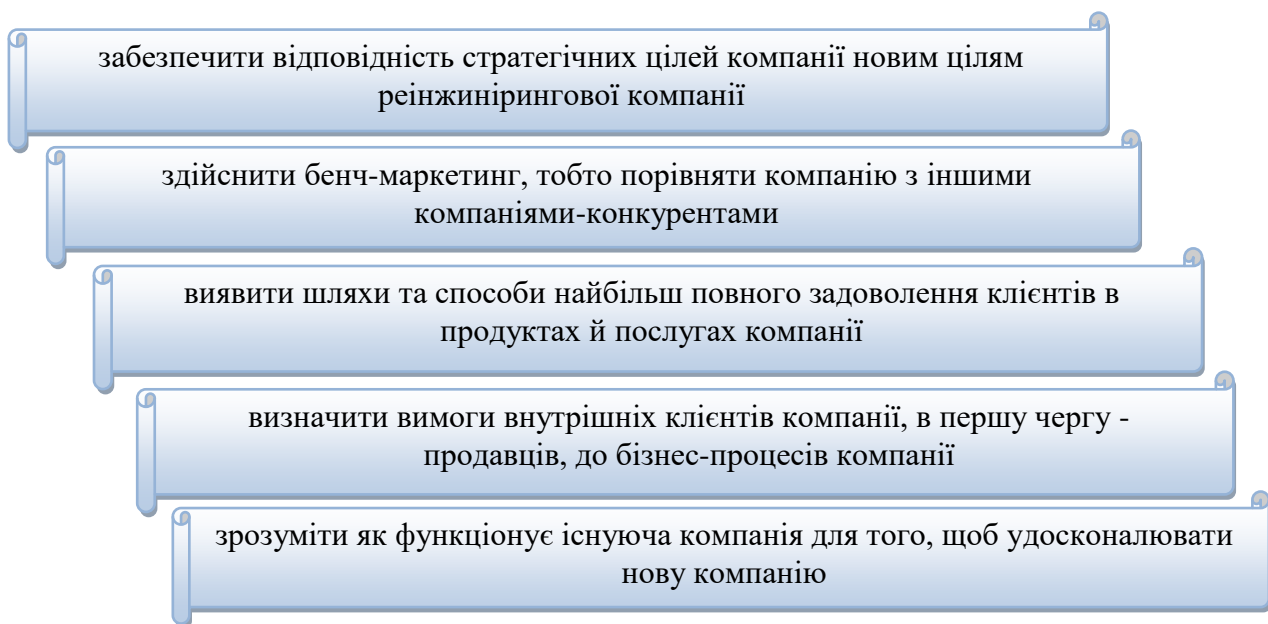 забезпечити відповідність стратегічних цілей компанії новим цілям
реінжинірингової компанії
здійснити бенч-маркетинг, тобто порівняти компанію з іншими
компаніями-конкурентами
виявити шляхи та способи найбільш повного задоволення клієнтів в
продуктах й послугах компанії
визначити вимоги внутрішніх клієнтів компанії, в першу чергу -
продавців, до бізнес-процесів компанії
зрозуміти як функціонує існуюча компанія для того, щоб удосконалювати
нову компанію